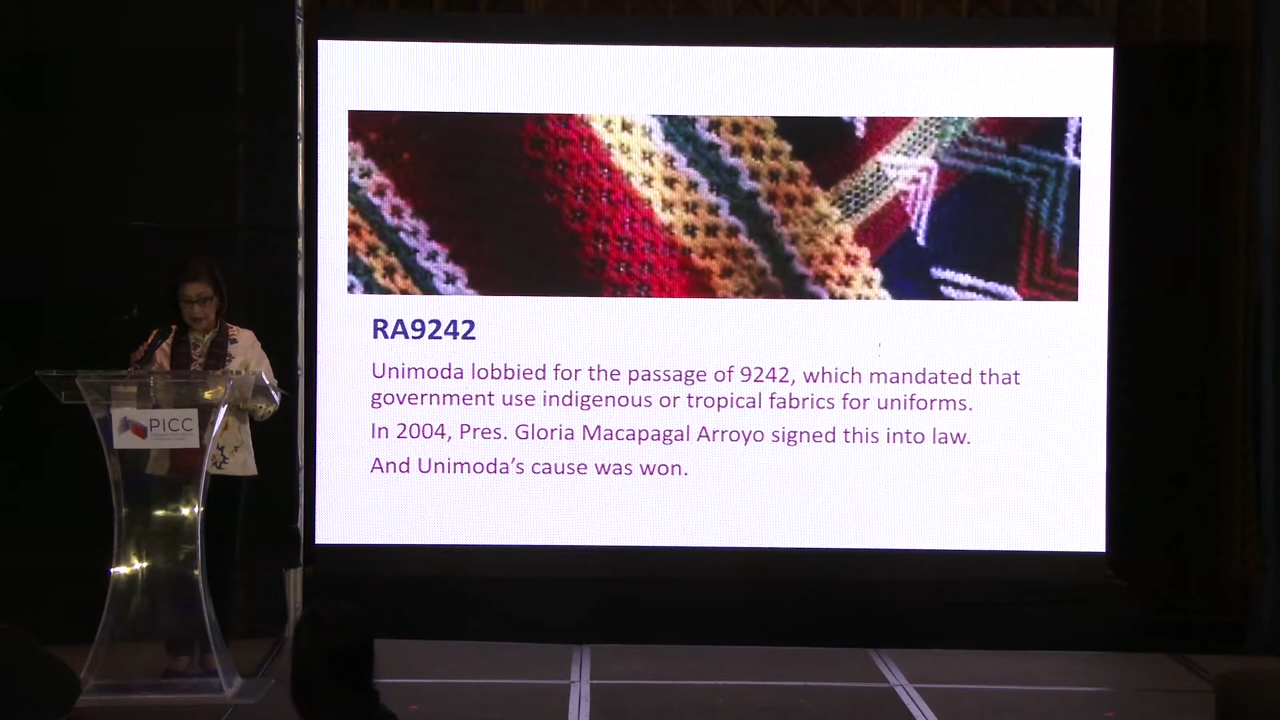 RA9242
Unimoda lobbied for the passage of 9242, which mandated that
government use indigenous or tropical fabrics for uniforms.
In 2004, Pres. Gloria Macapagal Arroyo signed this into law.
And Unimoda’s cause was won.
PICC